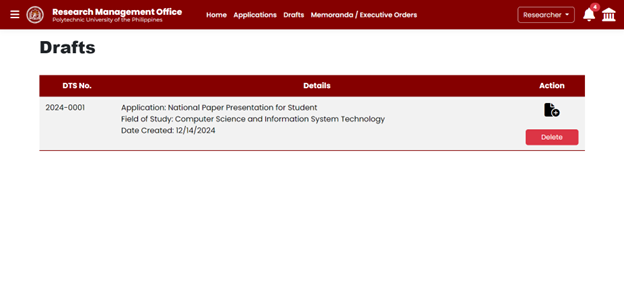 Research Management Office
Polytechnic University of the Philippines
Home Applications Drafts Memoranda / Executive Orders
Researcher
4
Drafts
DTS No. Details Action
2024-0001
Application: National Paper Presentation for Student
Field of Study: Computer Science and Information System Technology
Date Created: 12/14/2024
Delete